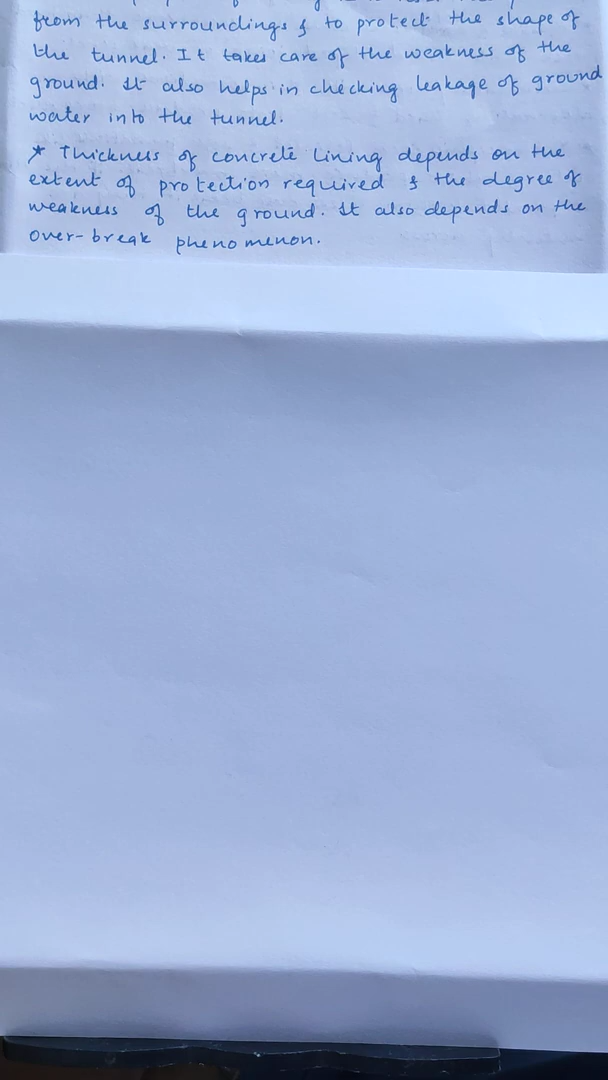 from the surroundings & to protect the shape of
the tunnel. It takes care of the weakness of the
ground. It also helps in checking leakage of ground
water into the tunnel.
* Thickness of concrete lining depends on the
extent of protection required & the degree of
weakness of the ground. It also depends on the
over-break phenomenon.